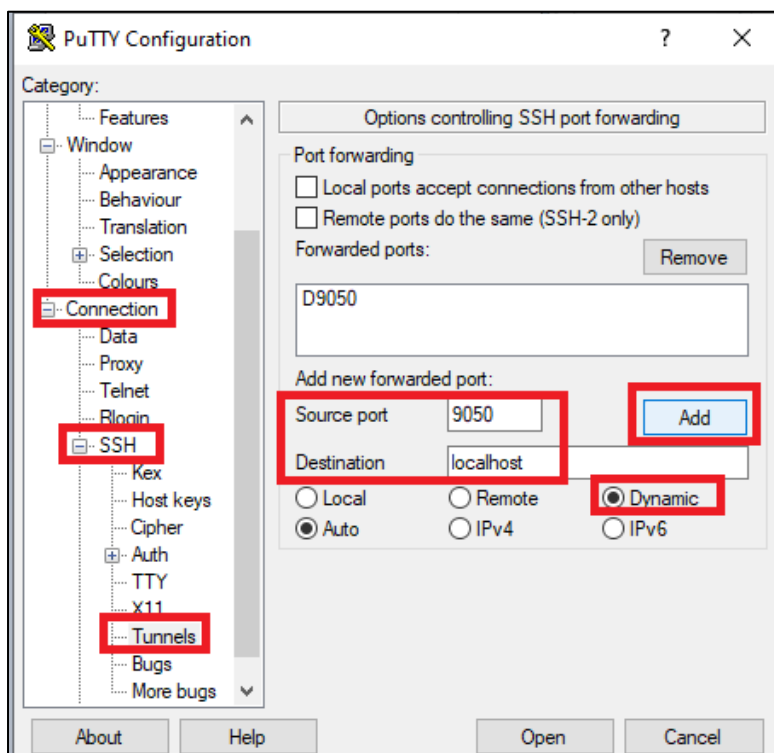 PuTTY Configuration
?
Category:
Features
Window
Appearance
Behaviour
Translation
Selection
Colours
Connection
Data
Proxy
Telnet
Rlogin
SSH
Kex
Host keys
Cipher
Auth
TTY
X11
Tunnels
Bugs
More bugs
Options controlling SSH port forwarding
Port forwarding
Local ports accept connections from other hosts
Remote ports do the same (SSH-2 only)
Forwarded ports:
Remove
D9050
Add new forwarded port:
Source port 9050 Add
Destination localhost
Local Remote Dynamic
Auto IPv4 IPv6
About Help Open Cancel